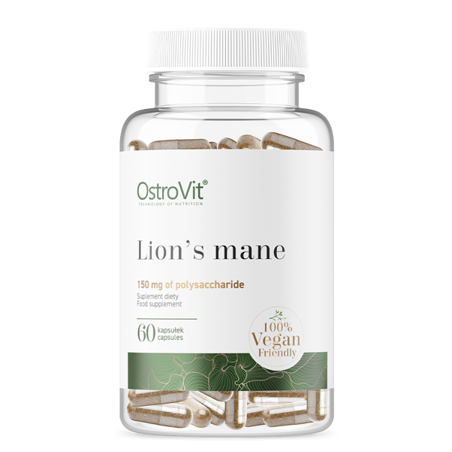 OstroVit®
TECHNOLOGY OF NUTRITION
Lion's mane
150 mg of polysaccharide
Suplement diety
Food supplement
60 kapsułek
capsules
100%
Vegan
Friendly